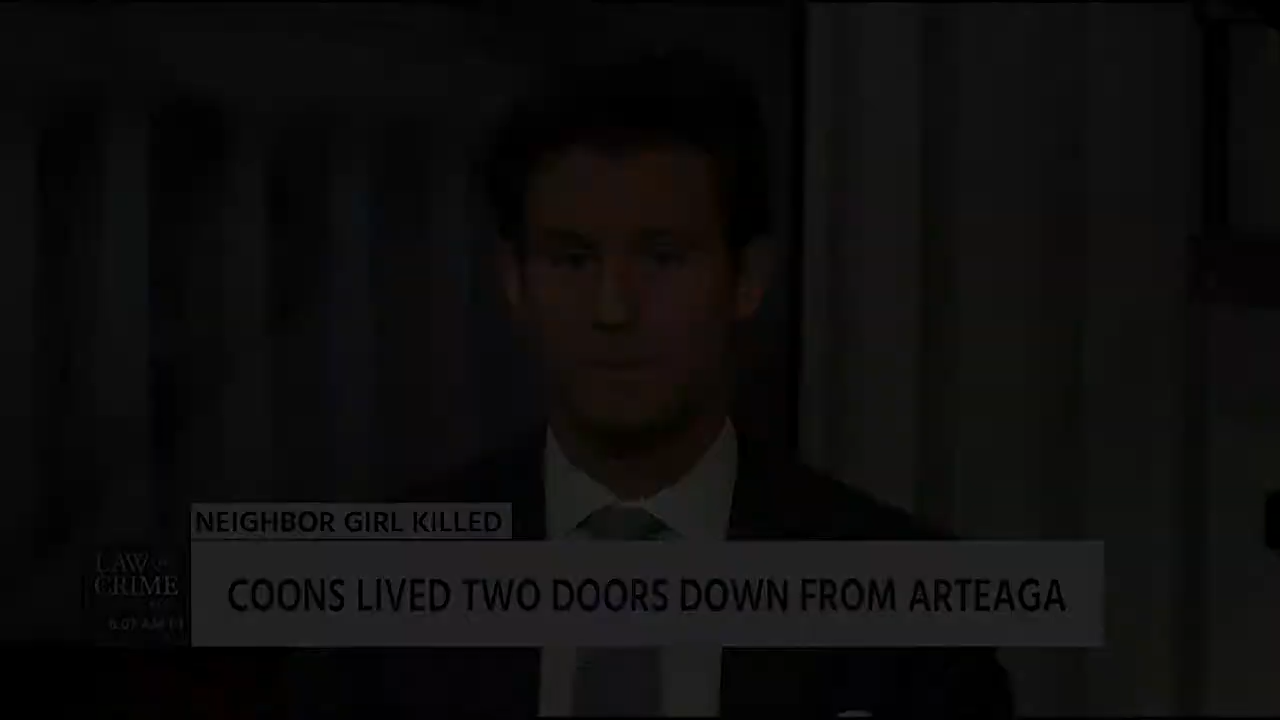 NEIGHBOR GIRL KILLED
LAW &
CRIME
COONS LIVED TWO DOORS DOWN FROM ARTEAGA